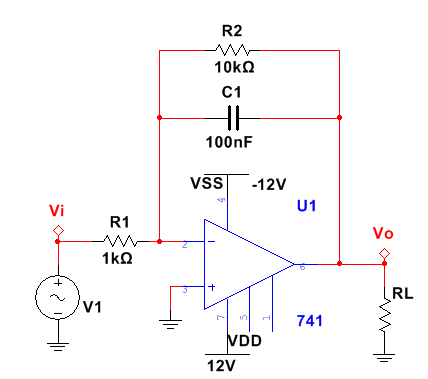 R2
10kΩ
C1
100nF
VSS
-12V
4
U1
Vi
R1
1kΩ
2
-
Vo
6
+
~
V1
3
+
7
5
1
741
RL
VDD
12V